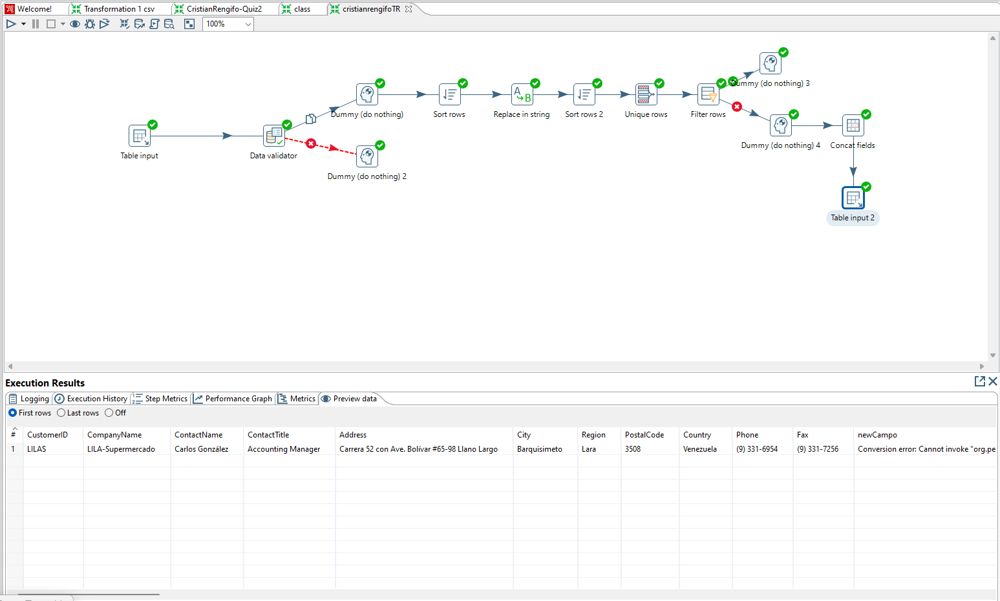 Welcome!
Transformation 1 csv
CristianRengifo-Quiz2
class
cristianrengifoTR
100%
Dummy (do nothing) 3
Dummy (do nothing)
Sort rows
Replace in string
Sort rows 2
Unique rows
Filter rows
Dummy (do nothing) 4
Concat fields
Table input
Data validator
Dummy (do nothing) 2
Table input 2
Execution Results
Logging
Execution History
Step Metrics
Performance Graph
Metrics
Preview data
First rows
Last rows
Off
# CustomerID CompanyName ContactName ContactTitle Address City Region PostalCode Country Phone Fax newCampo
1 LILAS LILA-Supermercado Carlos González Accounting Manager Carrera 52 con Ave. Bolívar #65-98 Llano Largo Barquisimeto Lara 3508 Venezuela (9) 331-6954 (9) 331-7256 Conversion error: Cannot invoke "org.pe